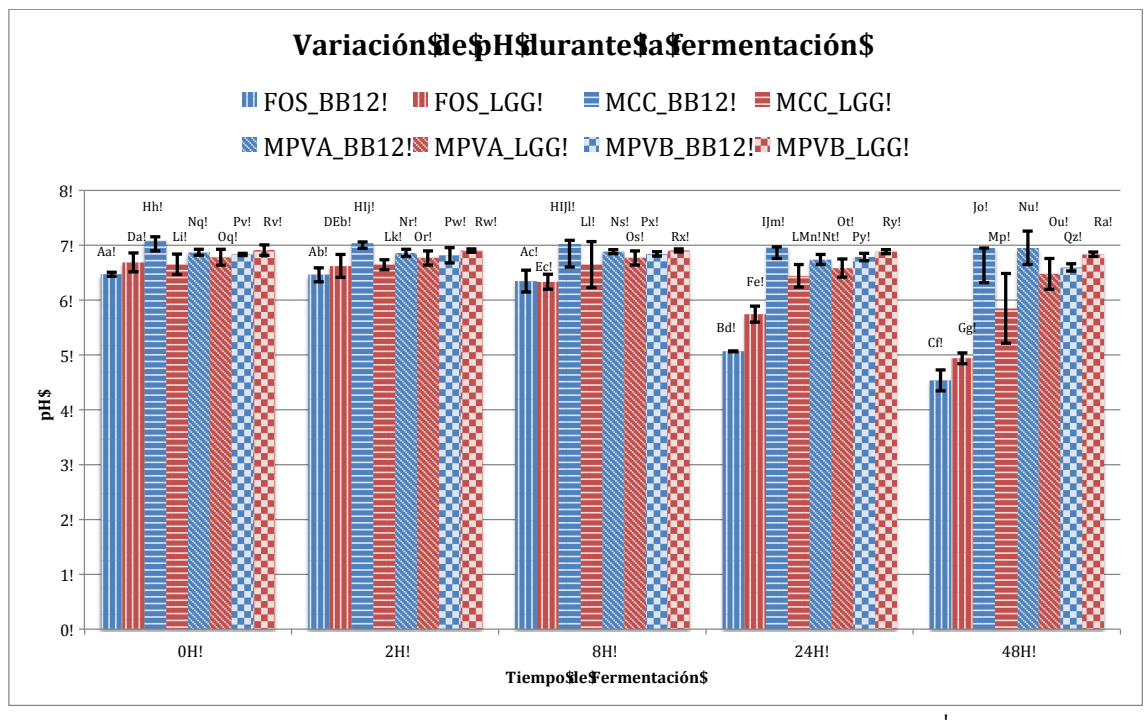 Variación$de$pH$durante$la$fermentación$
FOS_BB12! FOS_LGG! MCC_BB12! MCC_LGG!
MPVA_BB12! MPVA_LGG! MPVB_BB12! MPVB_LGG!
8!
7!
6!
5!
4!
3!
2!
1!
0!
pH$
Aa! Da! Hh! Li! Nq! Oq! Pv! Rv!
Ab! DEb! HIj! Lk! Nr! Or! Pw! Rw!
Ac! Ec! HIJl! Ll! Ns! Os! Px! Rx!
Bd! Fe! IJm! LMn! Nt! Ot! Py! Ry!
Cf! Gg! Jo! Mp! Nu! Ou! Qz! Ra!
0H! 2H! 8H! 24H! 48H!
Tiempo$de$Fermentación$